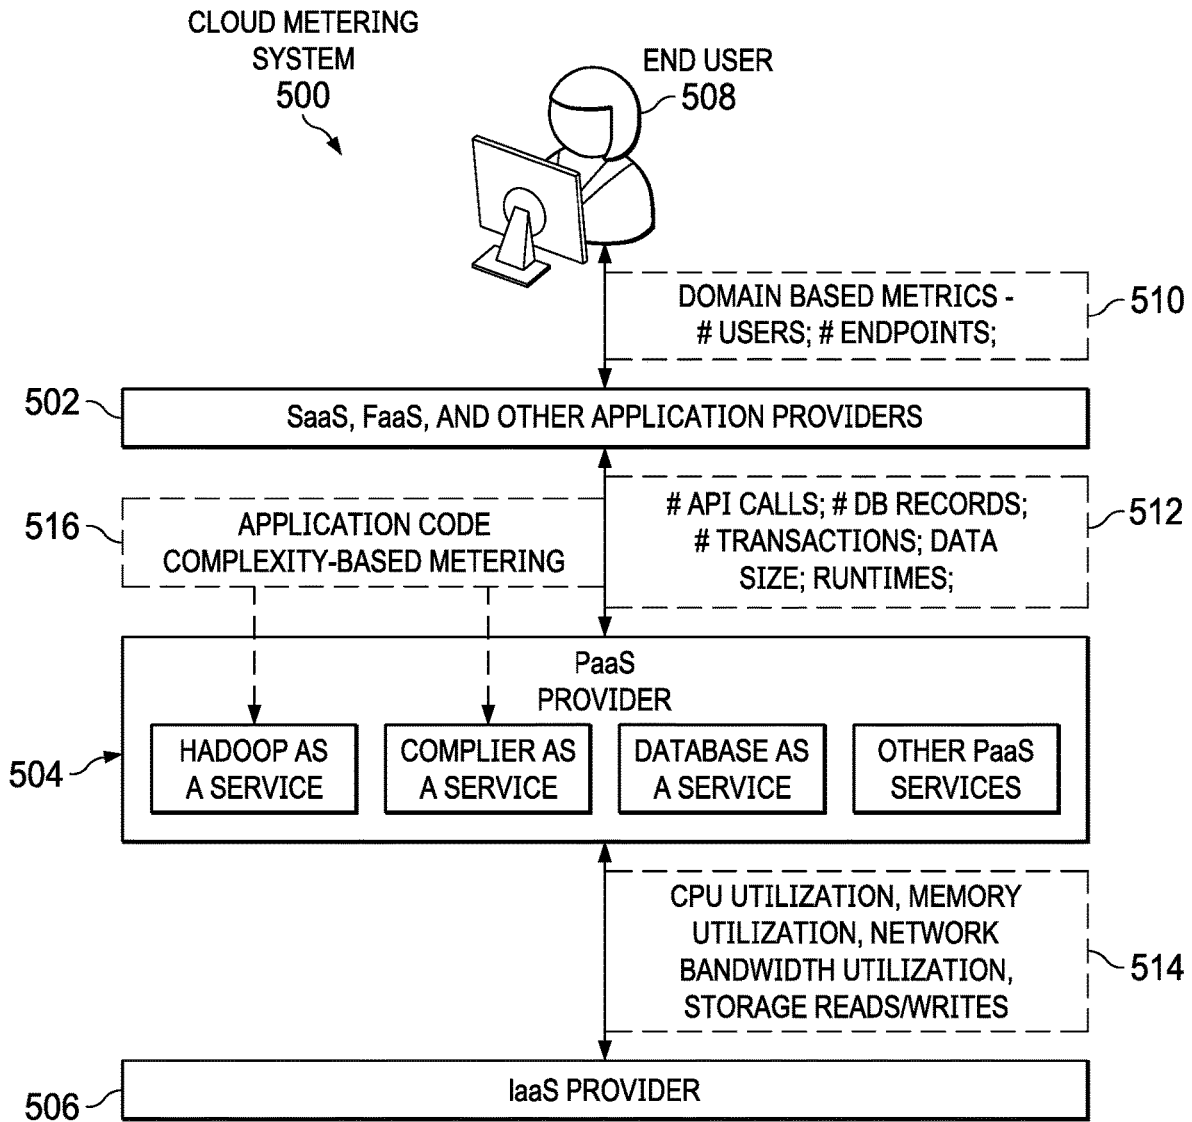 CLOUD METERING
SYSTEM
500
END USER
508
DOMAIN BASED METRICS -
# USERS; # ENDPOINTS;
510
502
SaaS, FaaS, AND OTHER APPLICATION PROVIDERS
516
APPLICATION CODE
COMPLEXITY-BASED METERING
# API CALLS; # DB RECORDS;
# TRANSACTIONS; DATA
SIZE; RUNTIMES;
512
PaaS
PROVIDER
504
HADOOP AS
A SERVICE
COMPLIER AS
A SERVICE
DATABASE AS
A SERVICE
OTHER PaaS
SERVICES
CPU UTILIZATION, MEMORY
UTILIZATION, NETWORK
BANDWIDTH UTILIZATION,
STORAGE READS/WRITES
514
506
IaaS PROVIDER